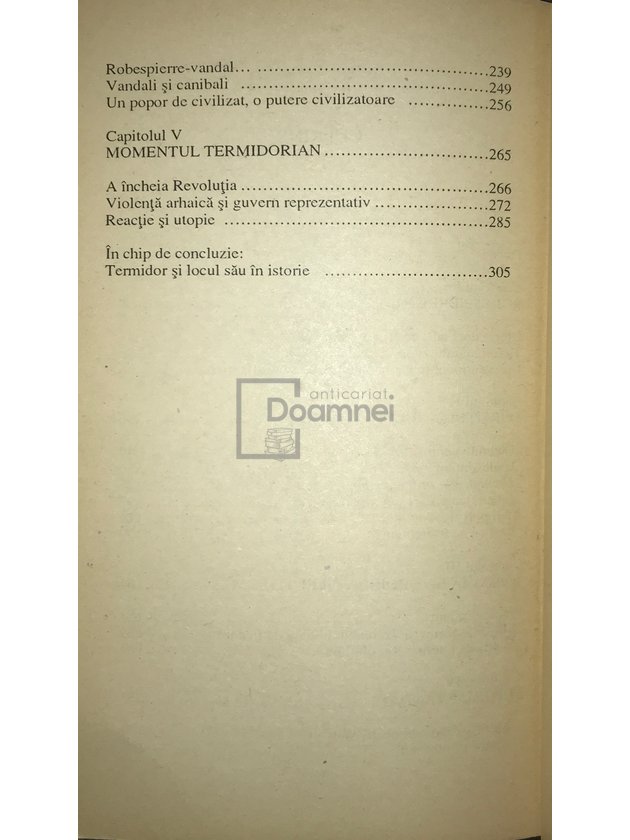 Robespierre-vandal... ........................................239
Vandali şi canibali ...........................................249
Un popor de civilizat, o putere civilizatoare ................256
Capitolul V
MOMENTUL TERMIDORIAN............................265
A încheia Revoluţia..........................................266
Violenţă arhaică şi guvern reprezentativ ...................272
Reacţie şi utopie .............................................285
În chip de concluzie:
Termidor şi locul său în istorie ............................305
anticariat
Doamnei